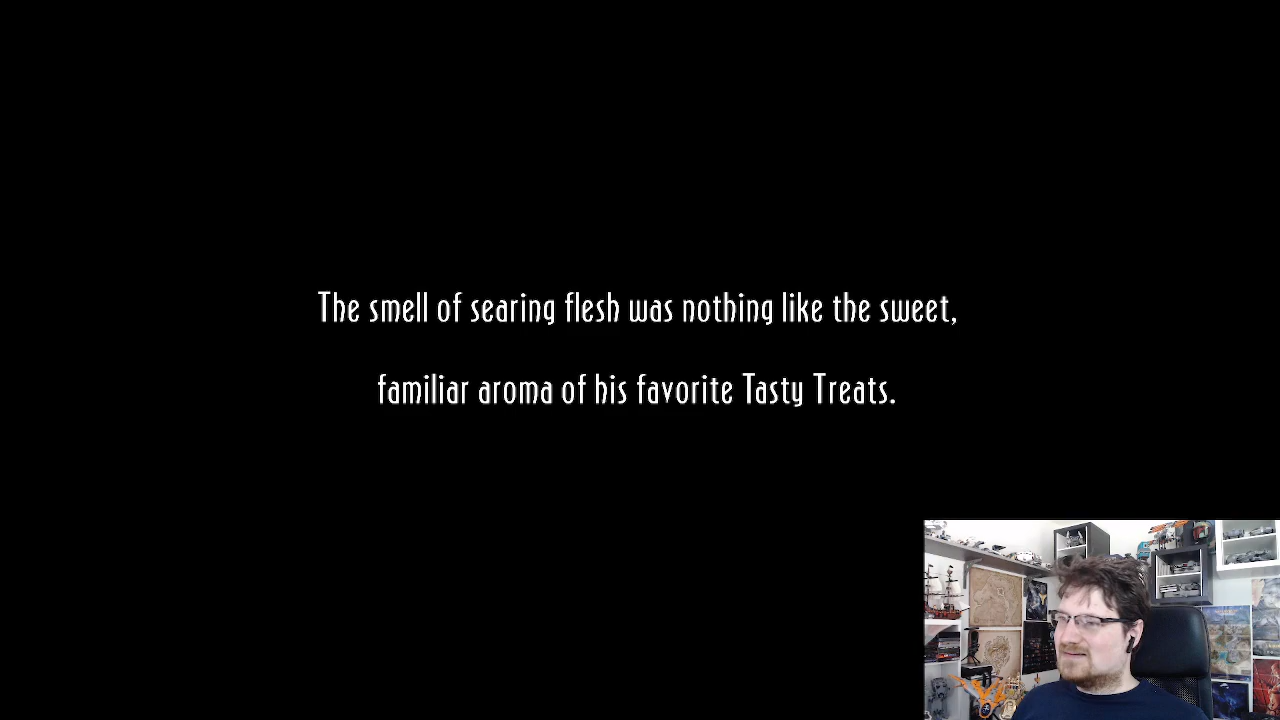 The smell of searing flesh was nothing like the sweet,
familiar aroma of his favorite Tasty Treats.